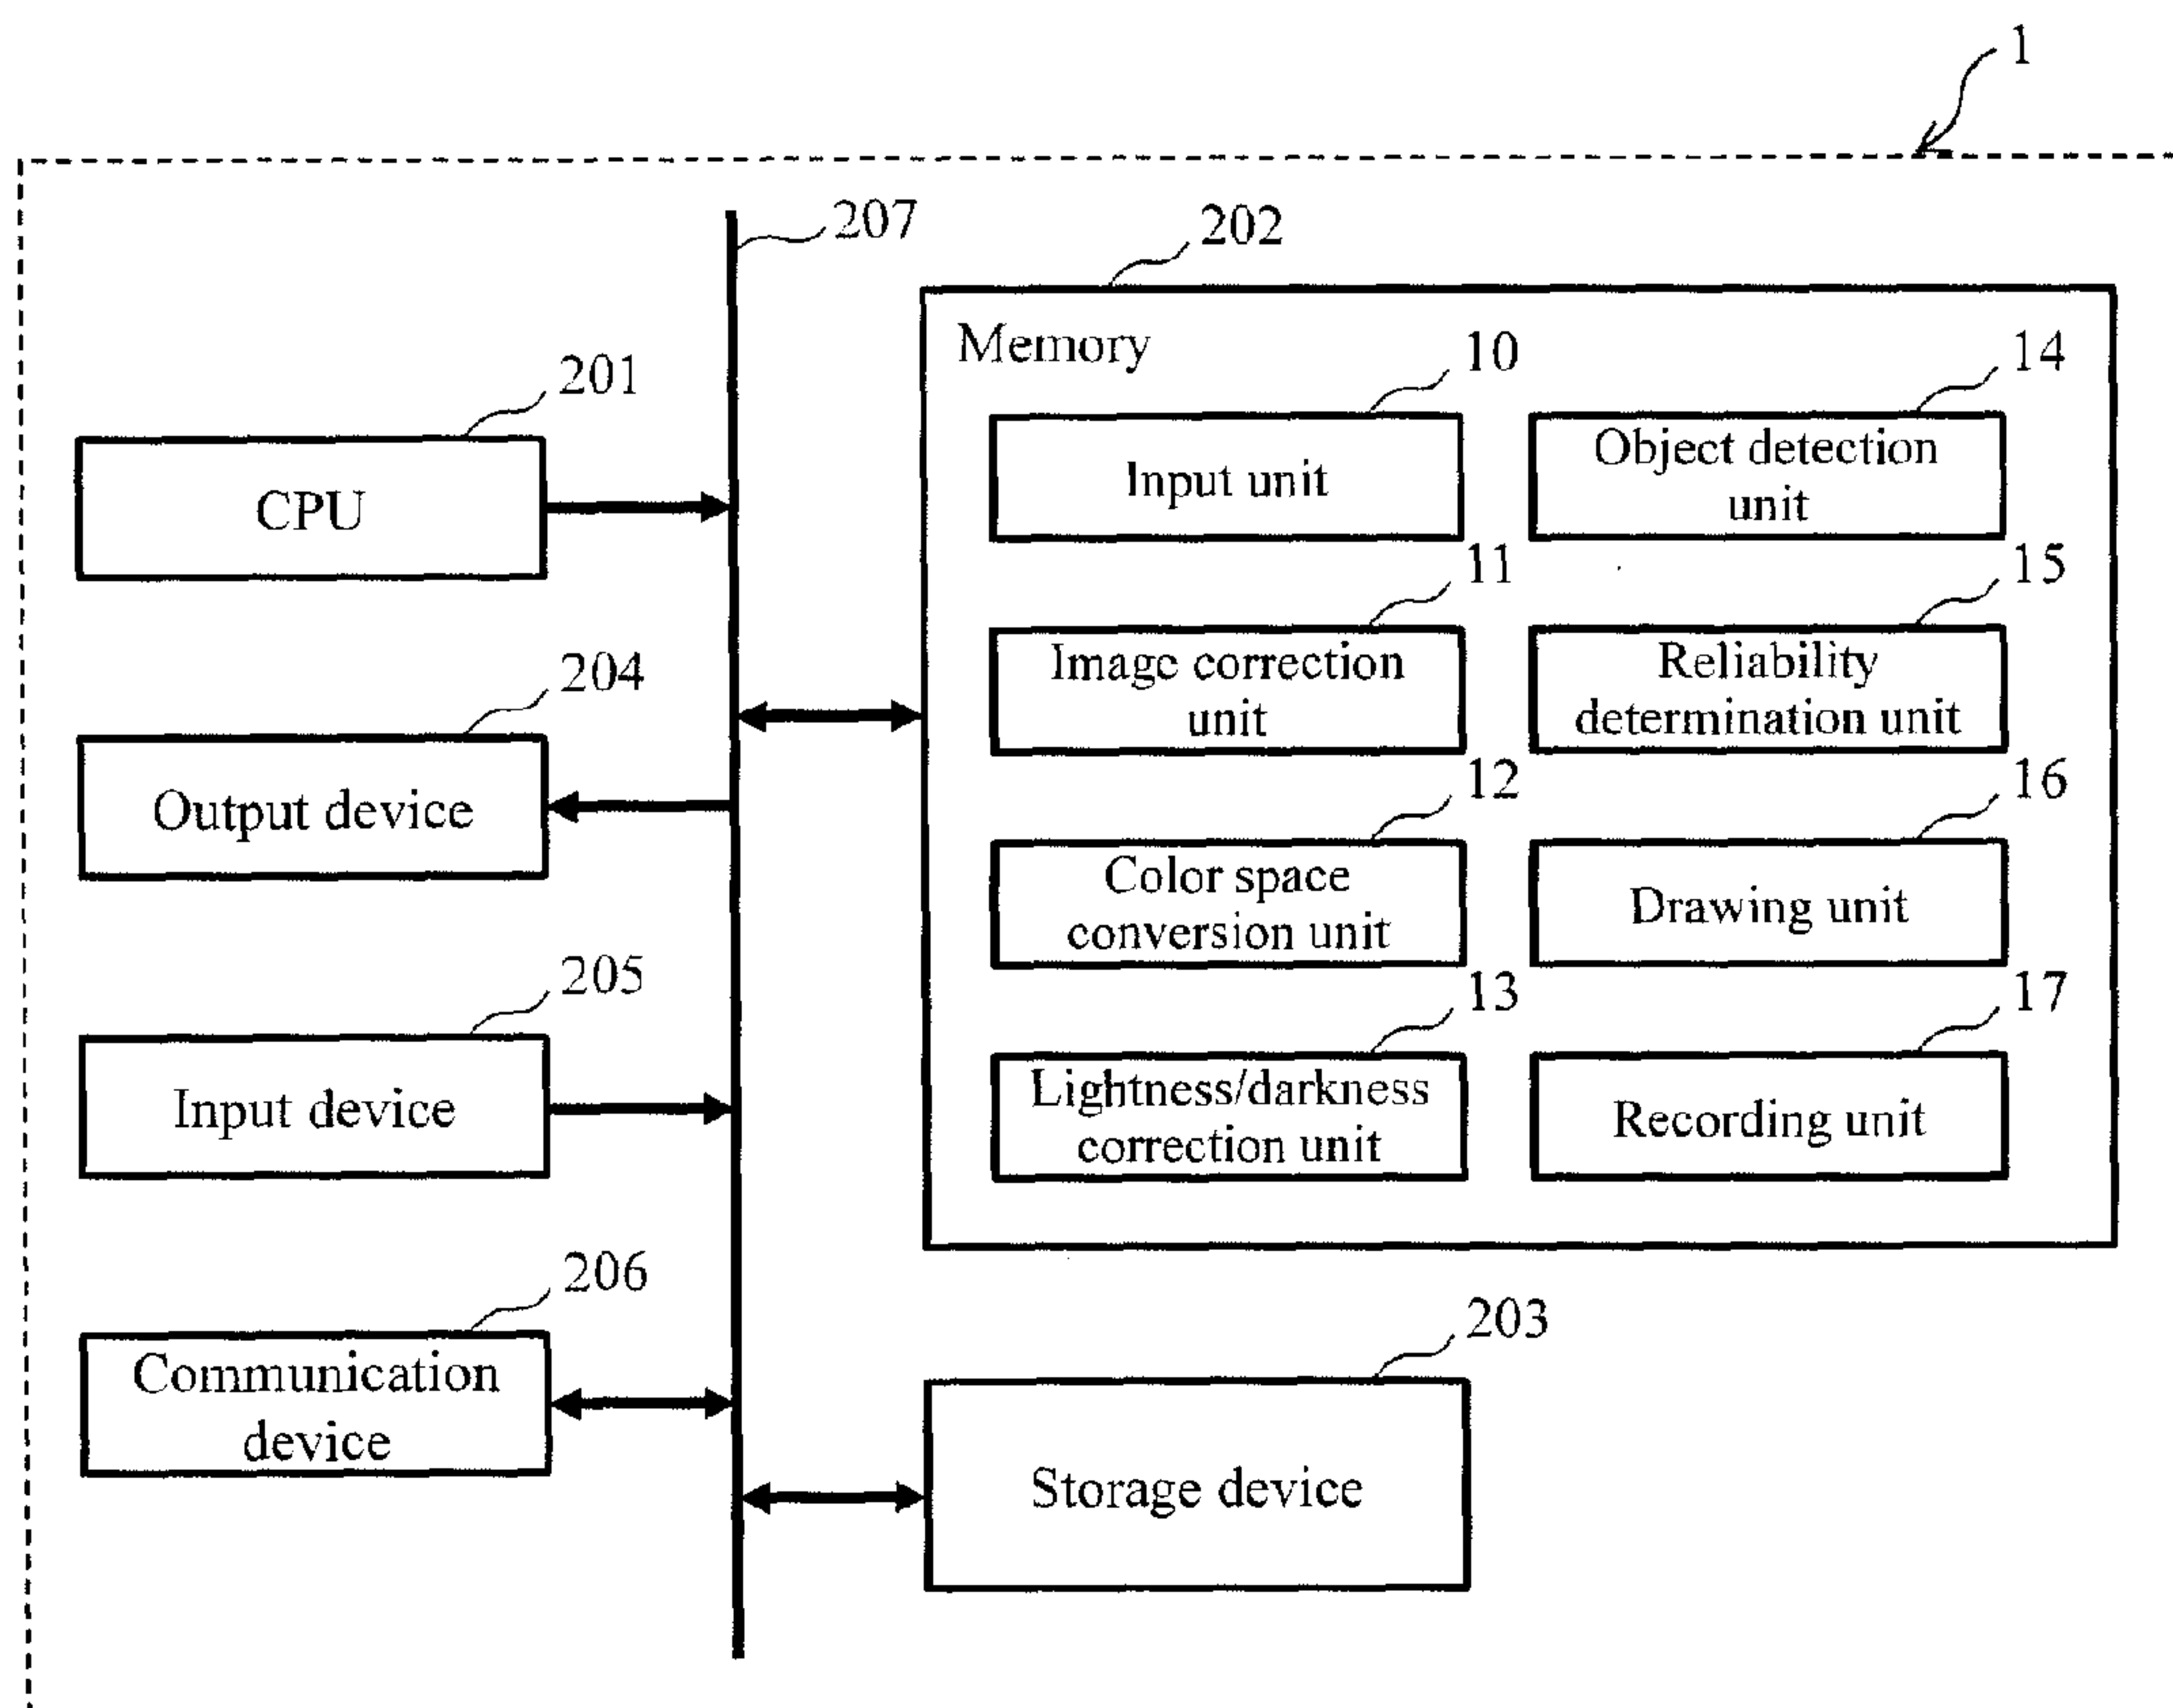 1
207
202
Memory
10
14
201
Input unit
Object detection
unit
CPU
11
15
204
Image correction
unit
Reliability
determination unit
Output device
12
16
Color space
conversion unit
Drawing unit
205
13
17
Input device
Lightness/darkness
correction unit
Recording unit
206
203
Communication
device
Storage device